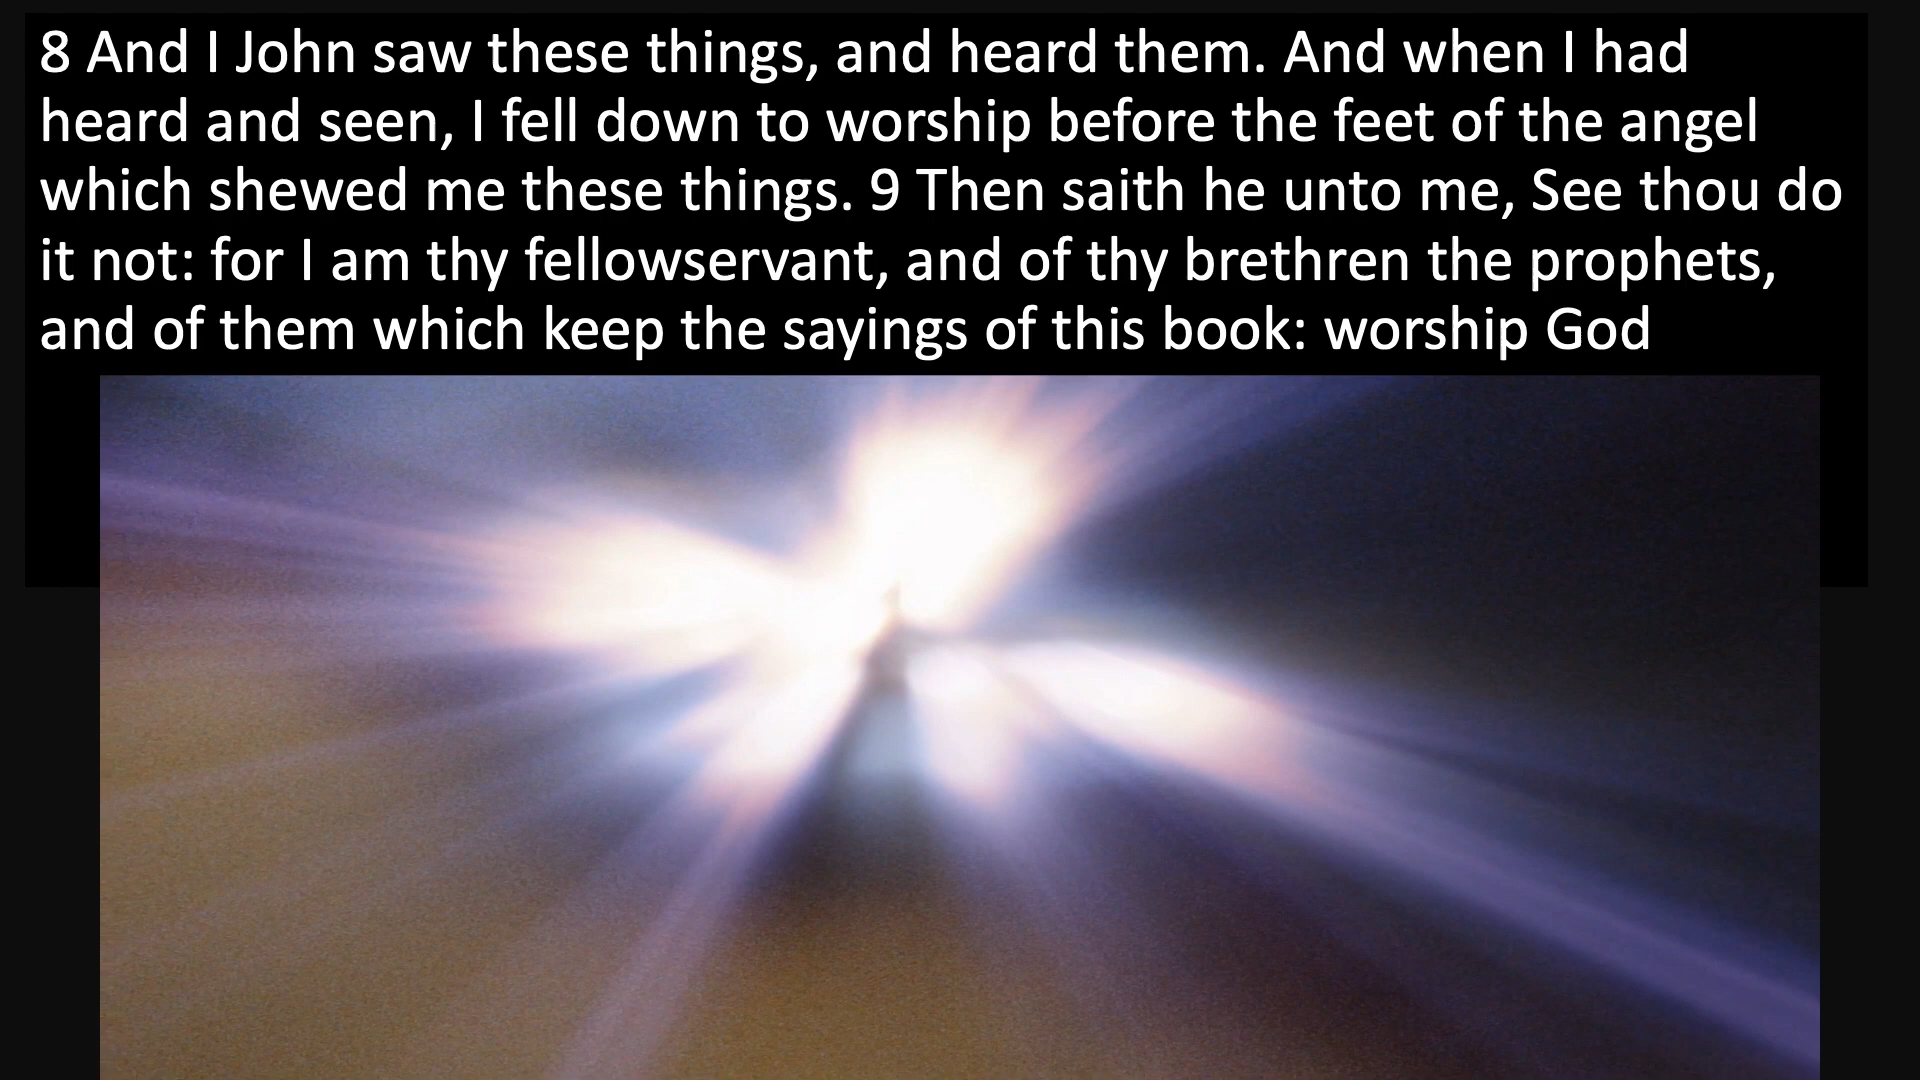 8 And I John saw these things, and heard them. And when I had
heard and seen, I fell down to worship before the feet of the angel
which shewed me these things. 9 Then saith he unto me, See thou do
it not: for I am thy fellowservant, and of thy brethren the prophets,
and of them which keep the sayings of this book: worship God